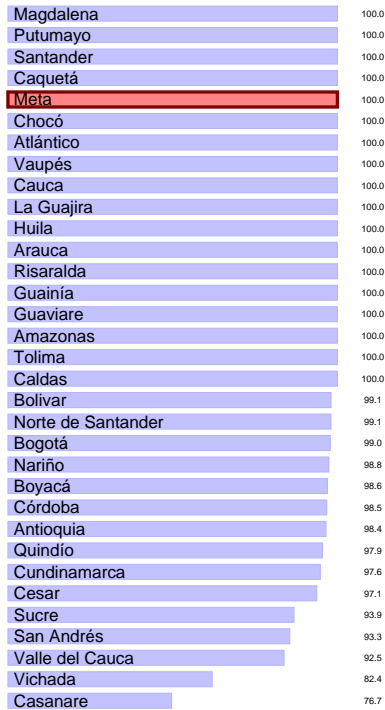 Magdalena 100.0
Putumayo 100.0
Santander 100.0
Caquetá 100.0
Meta 100.0
Chocó 100.0
Atlántico 100.0
Vaupés 100.0
Cauca 100.0
La Guajira 100.0
Huila 100.0
Arauca 100.0
Risaralda 100.0
Guainía 100.0
Guaviare 100.0
Amazonas 100.0
Tolima 100.0
Caldas 100.0
Bolivar 99.1
Norte de Santander 99.1
Bogotá 99.0
Nariño 98.8
Boyacá 98.6
Córdoba 98.5
Antioquia 98.4
Quindío 97.9
Cundinamarca 97.6
Cesar 97.1
Sucre 93.9
San Andrés 93.3
Valle del Cauca 92.5
Vichada 82.4
Casanare 76.7